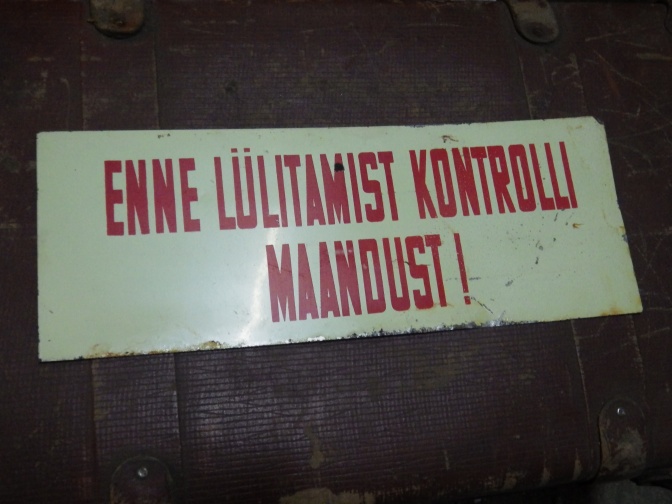 ENNE LÜLITAMIST KONTROLLI
MAANDUST!